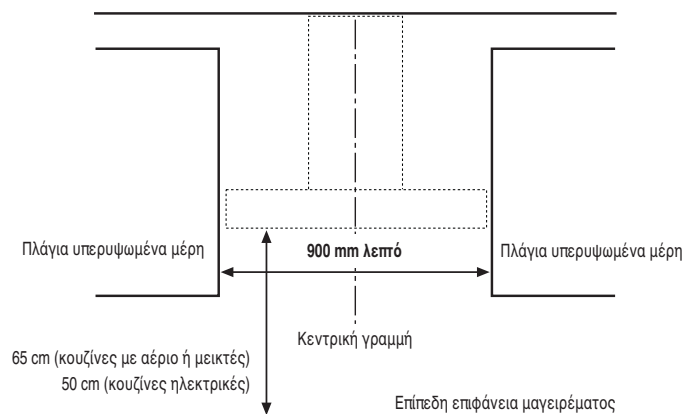 Πλάγια υπερυψωμένα μέρη
900 mm λεπτό
Πλάγια υπερυψωμένα μέρη
Κεντρική γραμμή
65 cm (κουζίνες με αέριο ή μεικτές)
50 cm (κουζίνες ηλεκτρικές)
Επίπεδη επιφάνεια μαγειρέματος